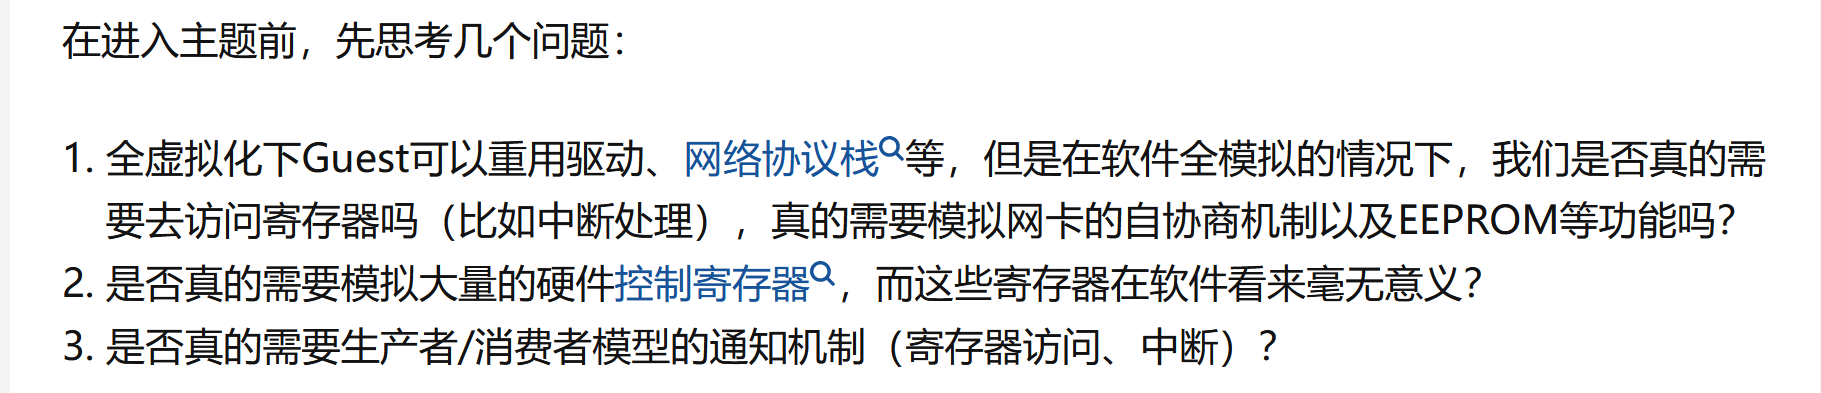 在进入主题前，先思考几个问题：
1. 全虚拟化下Guest可以重用驱动、网络协议栈等，但是在软件全模拟的情况下，我们是否真的需
要去访问寄存器吗（比如中断处理），真的需要模拟网卡的自协商机制以及EEPROM等功能吗？
2. 是否真的需要模拟大量的硬件控制寄存器，而这些寄存器在软件看来毫无意义？
3. 是否真的需要生产者/消费者模型的通知机制（寄存器访问、中断）？